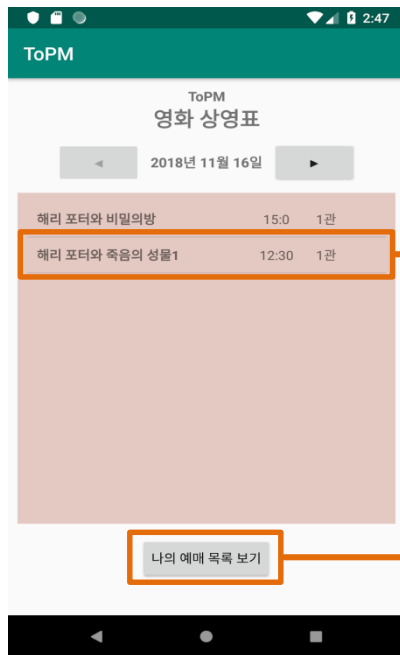 2:47
ToPM
ToPM
영화 상영표
◄ 2018년 11월 16일 ►
해리 포터와 비밀의방 15:0 1관
해리 포터와 죽음의 성물1 12:30 1관
나의 예매 목록 보기